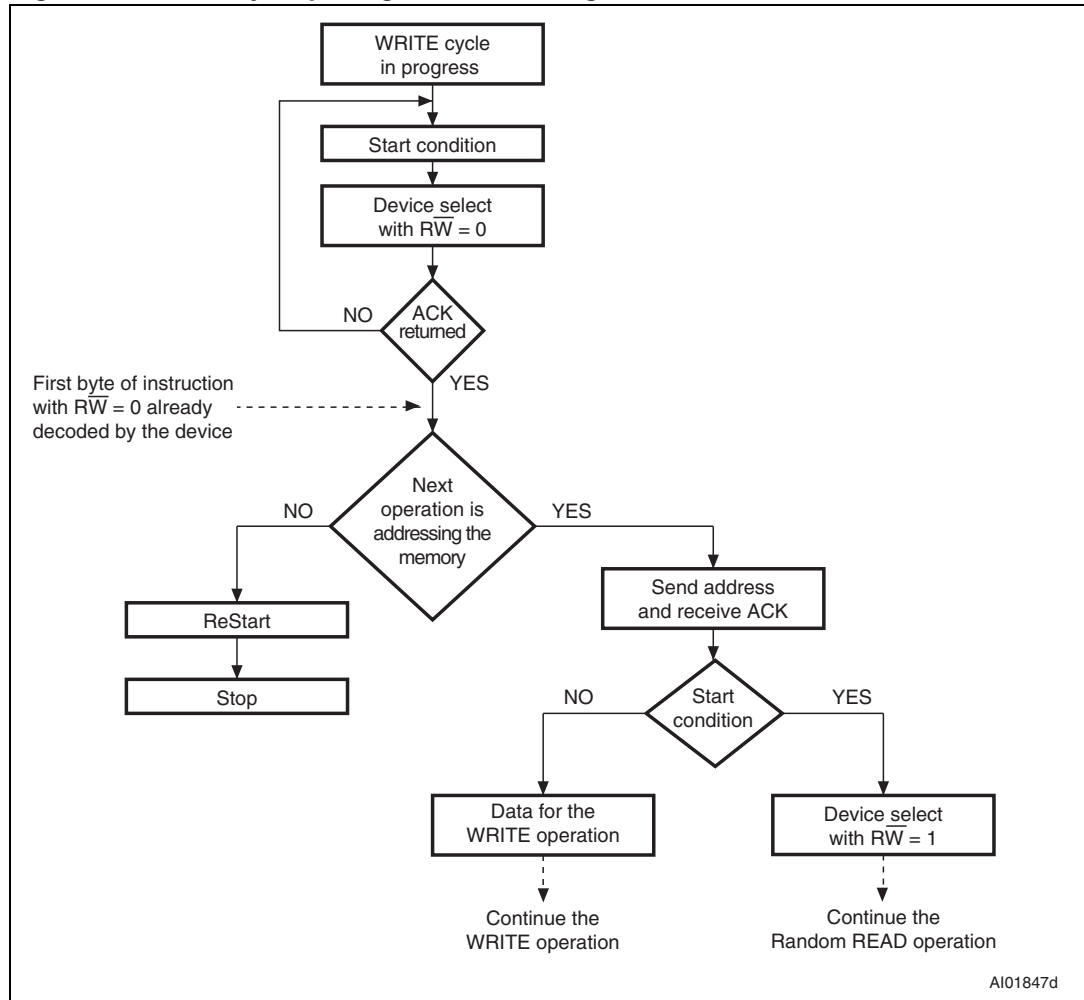 WRITE cycle
in progress
Start condition
Device select
with RW̅ = 0
NO
ACK
returned
YES
First byte of instruction
with RW̅ = 0 already
decoded by the device
NO
Next
operation is
addressing the
memory
YES
ReStart
Stop
Send address
and receive ACK
NO
Start
condition
YES
Data for the
WRITE operation
Device select
with RW̅ = 1
Continue the
WRITE operation
Continue the
Random READ operation
AI01847d